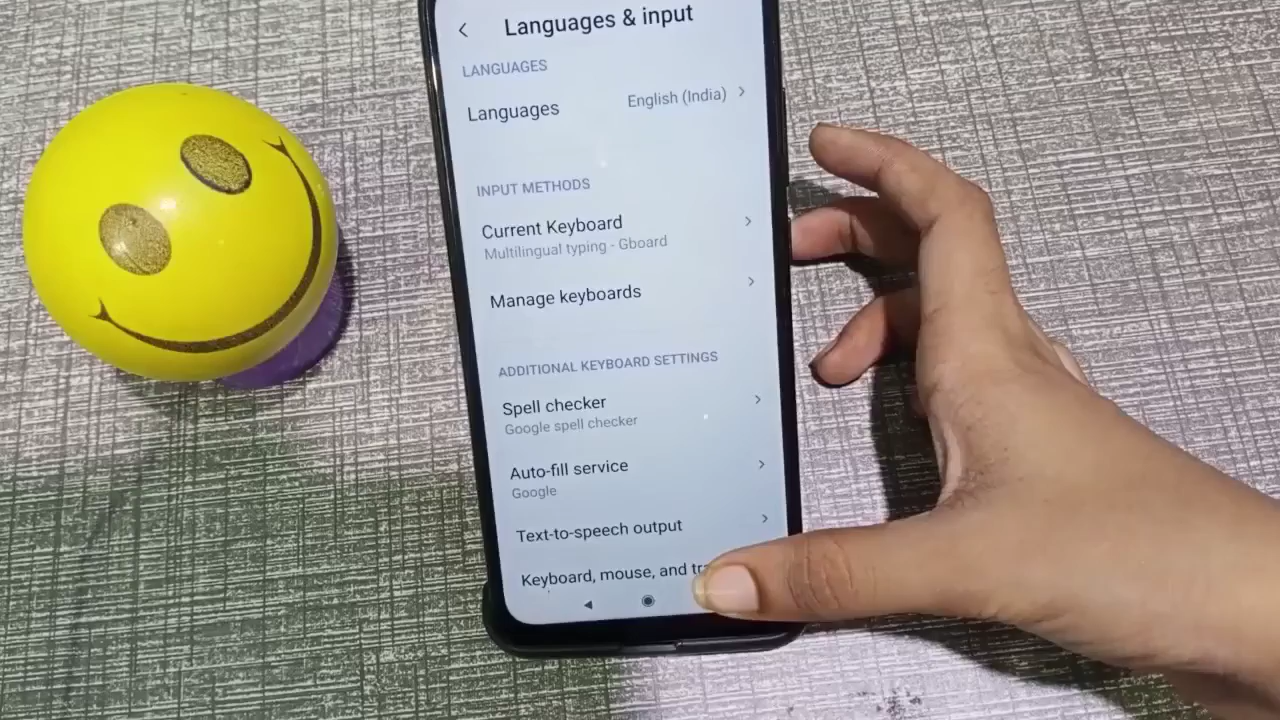 Languages & input
LANGUAGES
Languages English (India)
INPUT METHODS
Current Keyboard
Multilingual typing - Gboard
Manage keyboards
ADDITIONAL KEYBOARD SETTINGS
Spell checker
Google spell checker
Auto-fill service
Google
Text-to-speech output
Keyboard, mouse, and